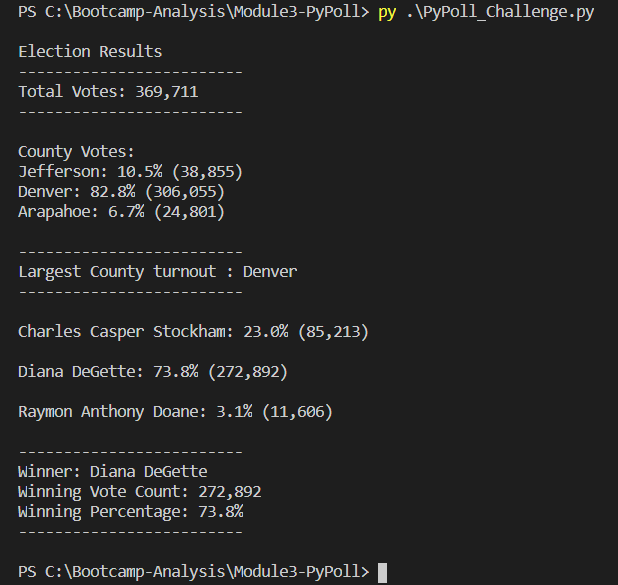 PS C:\Bootcamp-Analysis\Module3-PyPoll> py .\PyPoll_Challenge.py
Election Results
-------------------------
Total Votes: 369,711
-------------------------
County Votes:
Jefferson: 10.5% (38,855)
Denver: 82.8% (306,055)
Arapahoe: 6.7% (24,801)
-------------------------
Largest County turnout : Denver
-------------------------
Charles Casper Stockham: 23.0% (85,213)
Diana DeGette: 73.8% (272,892)
Raymon Anthony Doane: 3.1% (11,606)
-------------------------
Winner: Diana DeGette
Winning Vote Count: 272,892
Winning Percentage: 73.8%
-------------------------
PS C:\Bootcamp-Analysis\Module3-PyPoll>